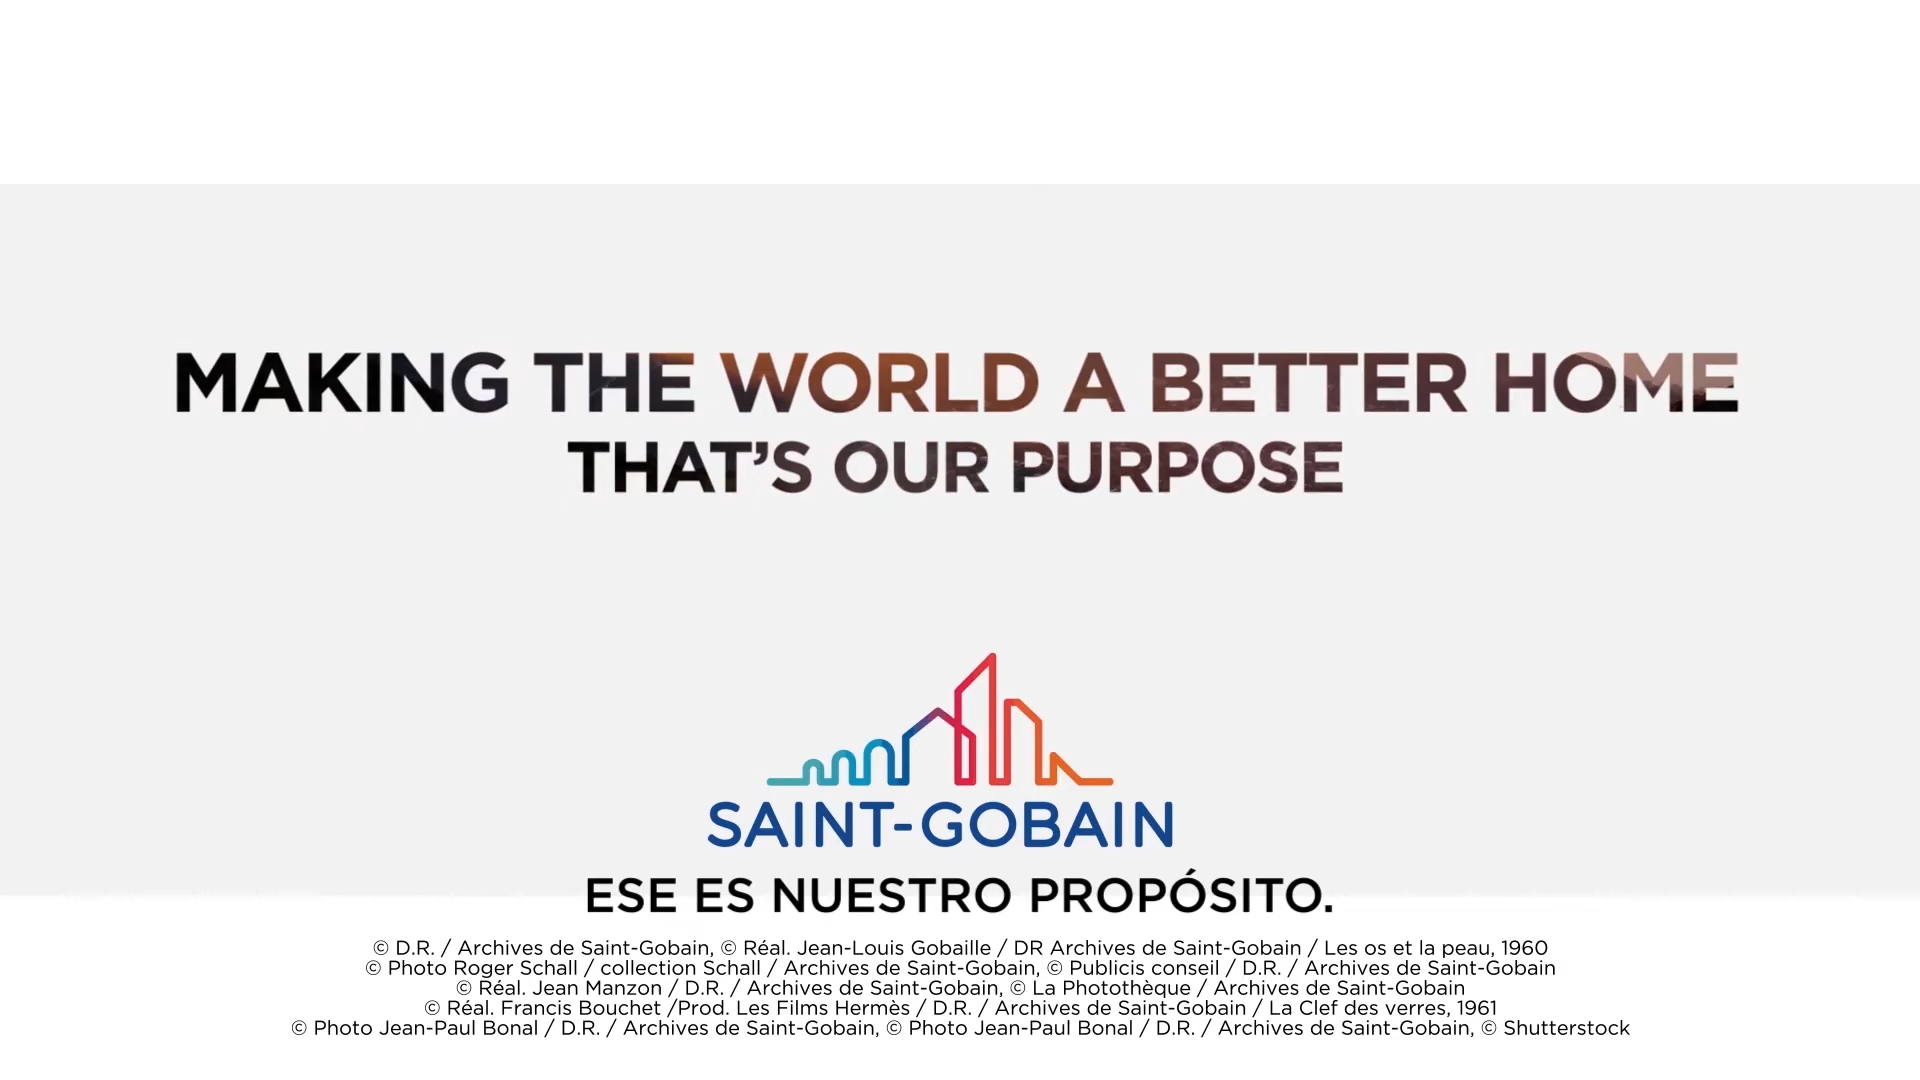 MAKING THE WORLD A BETTER HOME
THAT’S OUR PURPOSE
SAINT-GOBAIN
ESE ES NUESTRO PROPÓSITO.
© D.R. / Archives de Saint-Gobain, © Réal. Jean-Louis Gobaille / DR Archives de Saint-Gobain / Les os et la peau, 1960
© Photo Roger Schall / collection Schall / Archives de Saint-Gobain, © Publicis conseil / D.R. / Archives de Saint-Gobain
© Réal. Jean Manzon / D.R. / Archives de Saint-Gobain, © La Photothèque / Archives de Saint-Gobain
© Réal. Francis Bouchet /Prod. Les Films Hermès / D.R. / Archives de Saint-Gobain / La Clef des verres, 1961
© Photo Jean-Paul Bonal / D.R. / Archives de Saint-Gobain, © Photo Jean-Paul Bonal / D.R. / Archives de Saint-Gobain, © Shutterstock